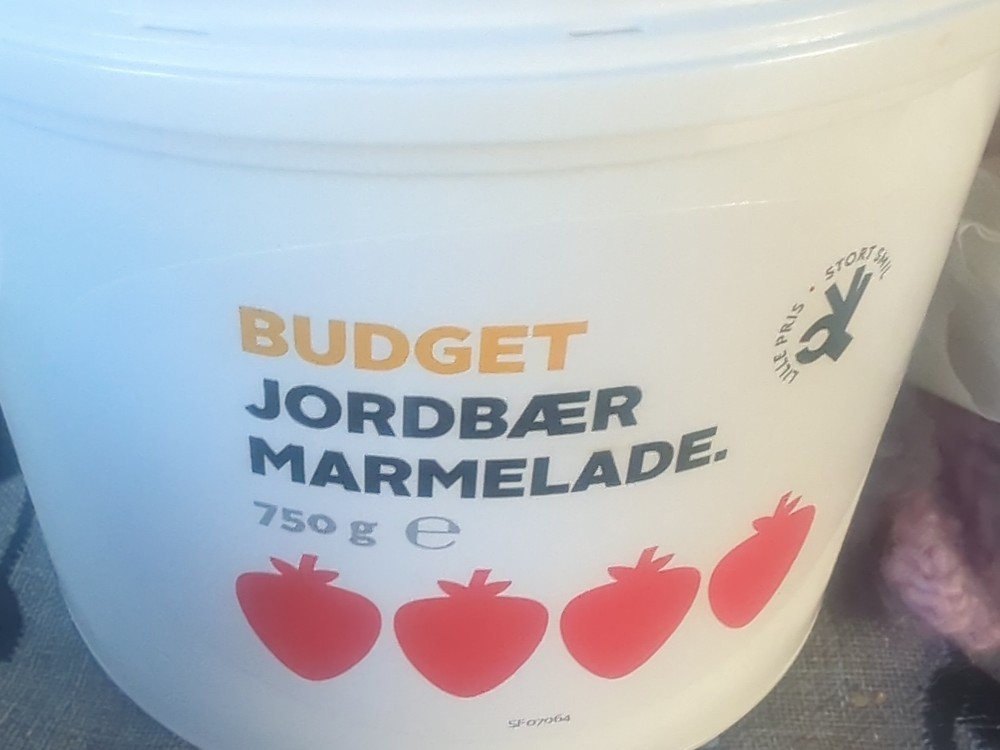 LILLE PRIS • STORT SMIL
BUDGET
JORDBÆR
MARMELADE.
750 g ℮
SF07064